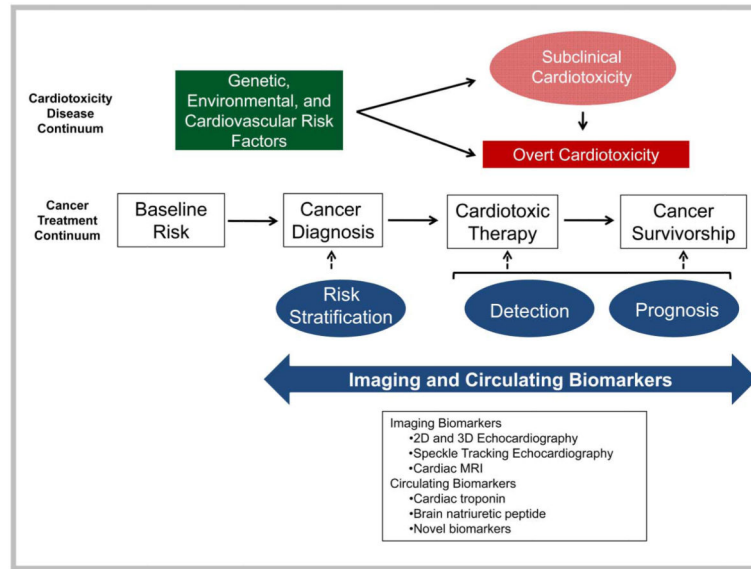 Cardiotoxicity
Disease
Continuum
Genetic,
Environmental, and
Cardiovascular Risk
Factors
Subclinical
Cardiotoxicity
Overt Cardiotoxicity
Cancer
Treatment
Continuum
Baseline
Risk
Cancer
Diagnosis
Cardiotoxic
Therapy
Cancer
Survivorship
Risk
Stratification
Detection
Prognosis
Imaging and Circulating Biomarkers
Imaging Biomarkers
•2D and 3D Echocardiography
•Speckle Tracking Echocardiography
•Cardiac MRI
Circulating Biomarkers
•Cardiac troponin
•Brain natriuretic peptide
•Novel biomarkers